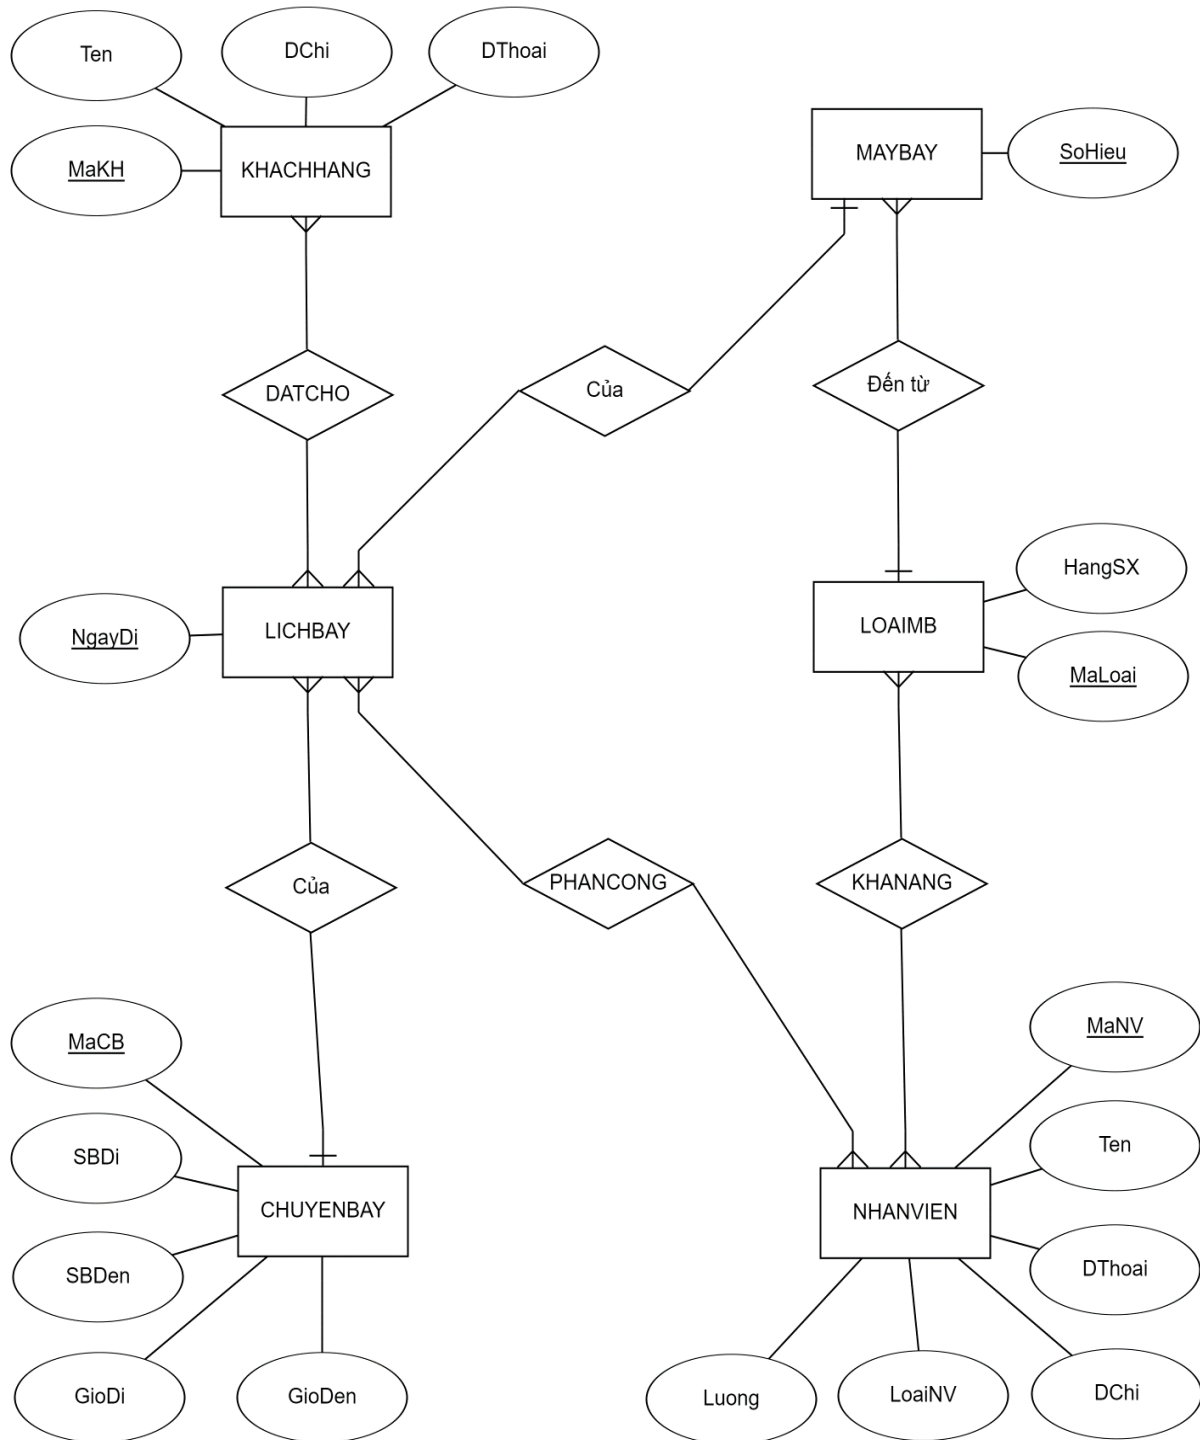 Ten
DChi
DThoai
MaKH
KHACHHANG
MAYBAY
SoHieu
DATCHO
Của
Đến từ
NgayDi
LICHBAY
LOAIMB
HangSX
MaLoai
Của
PHANCONG
KHANANG
MaCB
SBDi
SBDen
GioDi
GioDen
CHUYENBAY
NHANVIEN
MaNV
Ten
DThoai
DChi
LoaiNV
Luong